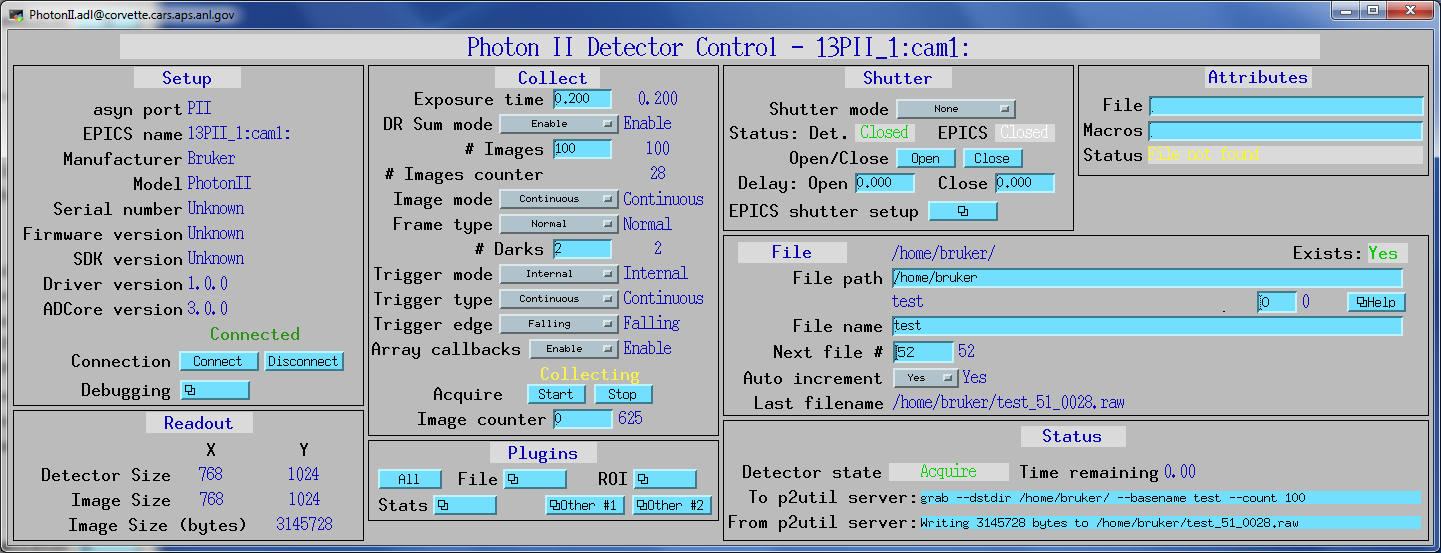 PhotonII.adl@corvette.cars.aps.anl.gov
Photon II Detector Control - 13PII_1:cam1:
Setup
asyn port PII
EPICS name 13PII_1:cam1:
Manufacturer Bruker
Model PhotonII
Serial number Unknown
Firmware version Unknown
SDK version Unknown
Driver version 1.0.0
ADCore version 3.0.0
Connected
Connection Connect Disconnect
Debugging
Readout
X Y
Detector Size 768 1024
Image Size 768 1024
Image Size (bytes) 3145728
Collect
Exposure time 0.200 0.200
DR Sum mode Enable Enable
# Images 100 100
# Images counter 28
Image mode Continuous Continuous
Frame type Normal Normal
# Darks 2 2
Trigger mode Internal Internal
Trigger type Continuous Continuous
Trigger edge Falling Falling
Array callbacks Enable Enable
Collecting
Acquire Start Stop
Image counter 0 625
Plugins
All File ROI
Stats Other #1 Other #2
Shutter
Shutter mode None
Status: Det. Closed EPICS Closed
Open/Close Open Close
Delay: Open 0.000 Close 0.000
EPICS shutter setup
Attributes
File
Macros
Status File not found
File /home/bruker/ Exists: Yes
File path /home/bruker
test 0 0 Help
File name test
Next file # 52 52
Auto increment Yes Yes
Last filename /home/bruker/test_51_0028.raw
Status
Detector state Acquire Time remaining 0.00
To p2util server: grab --dstdir /home/bruker/ --basename test --count 100
From p2util server: Writing 3145728 bytes to /home/bruker/test_51_0028.raw